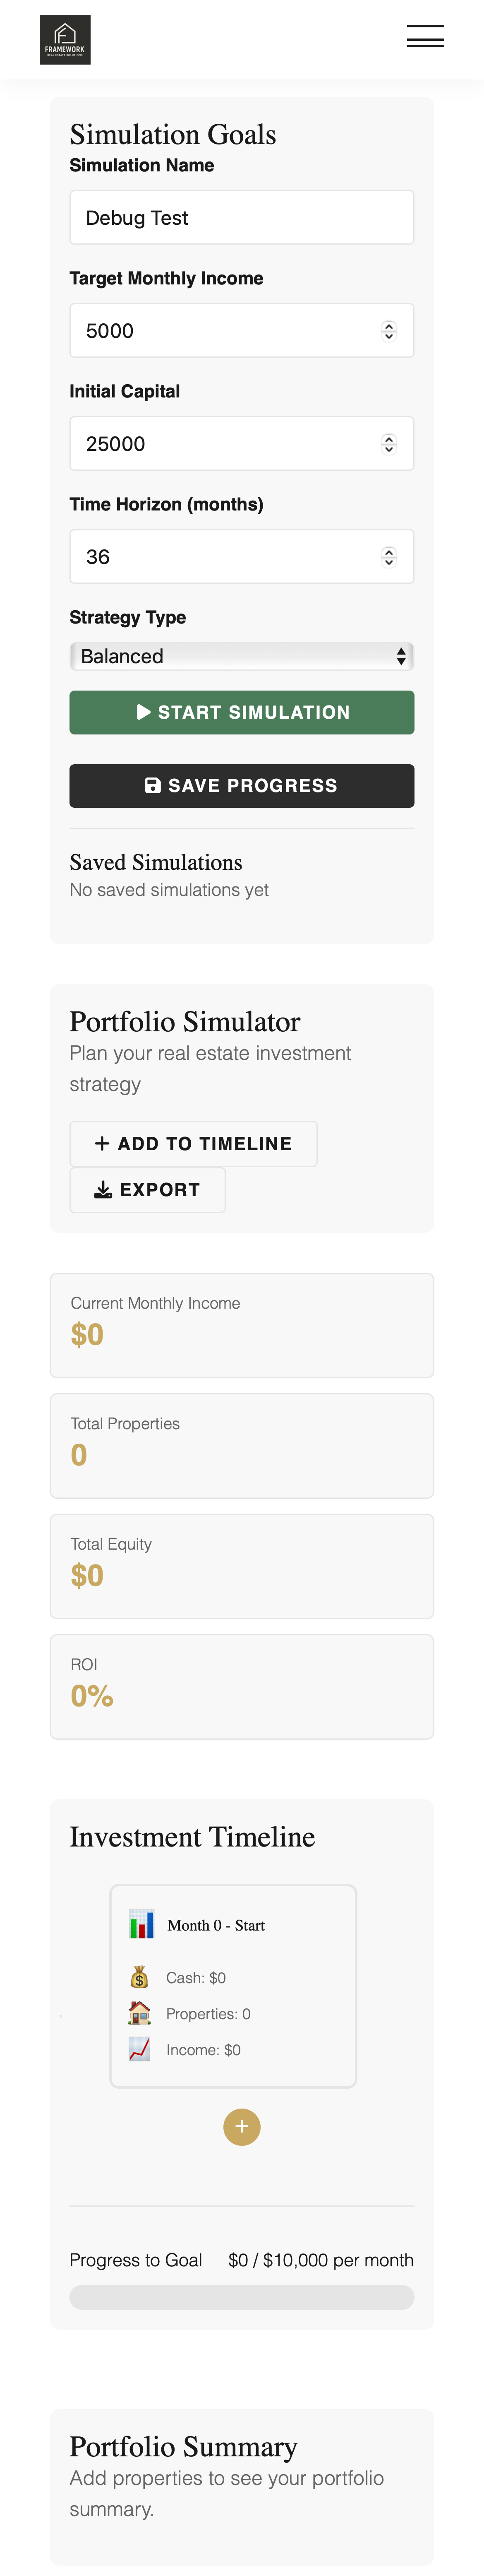 FRAMEWORK
REAL ESTATE SOLUTIONS
Simulation Goals
Simulation Name
Debug Test
Target Monthly Income
5000
Initial Capital
25000
Time Horizon (months)
36
Strategy Type
Balanced
START SIMULATION
SAVE PROGRESS
Saved Simulations
No saved simulations yet
Portfolio Simulator
Plan your real estate investment
strategy
+ ADD TO TIMELINE
EXPORT
Current Monthly Income
$0
Total Properties
0
Total Equity
$0
ROI
0%
Investment Timeline
Month 0 - Start
Cash: $0
Properties: 0
Income: $0
+
Progress to Goal $0 / $10,000 per month
Portfolio Summary
Add properties to see your portfolio
summary.